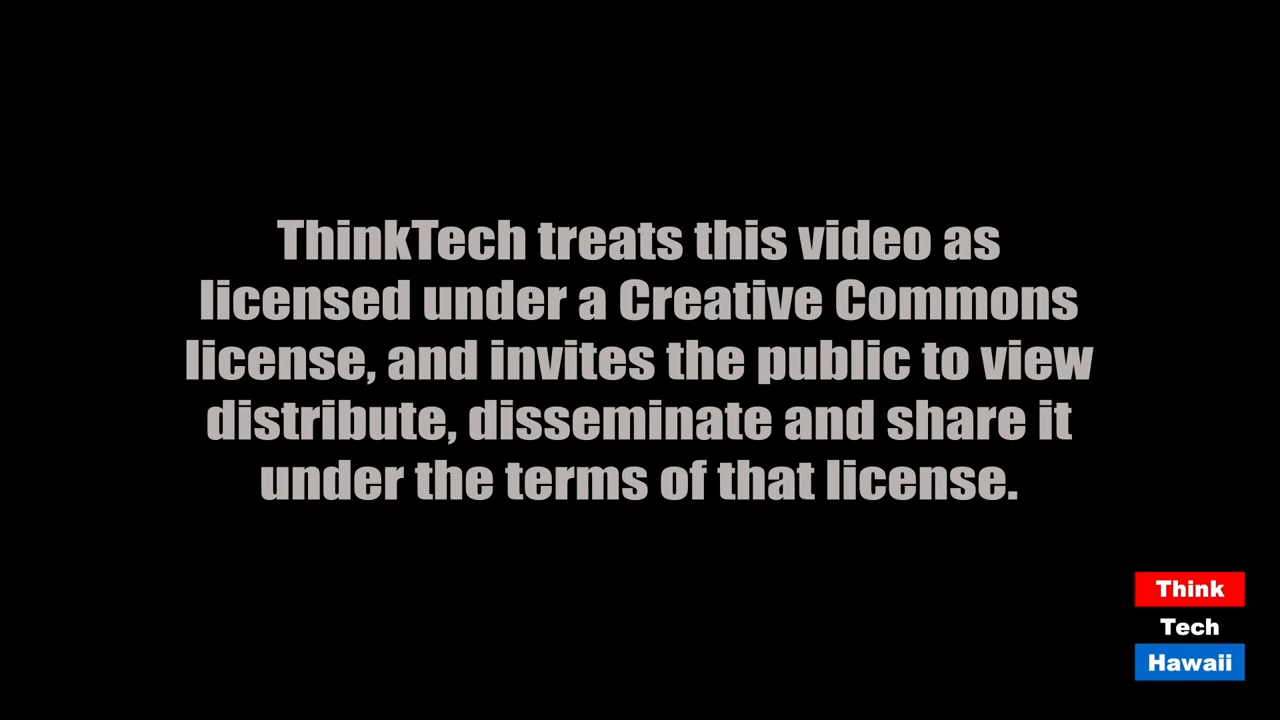 ThinkTech treats this video as
licensed under a Creative Commons
license, and invites the public to view
distribute, disseminate and share it
under the terms of that license.
Think
Tech
Hawaii